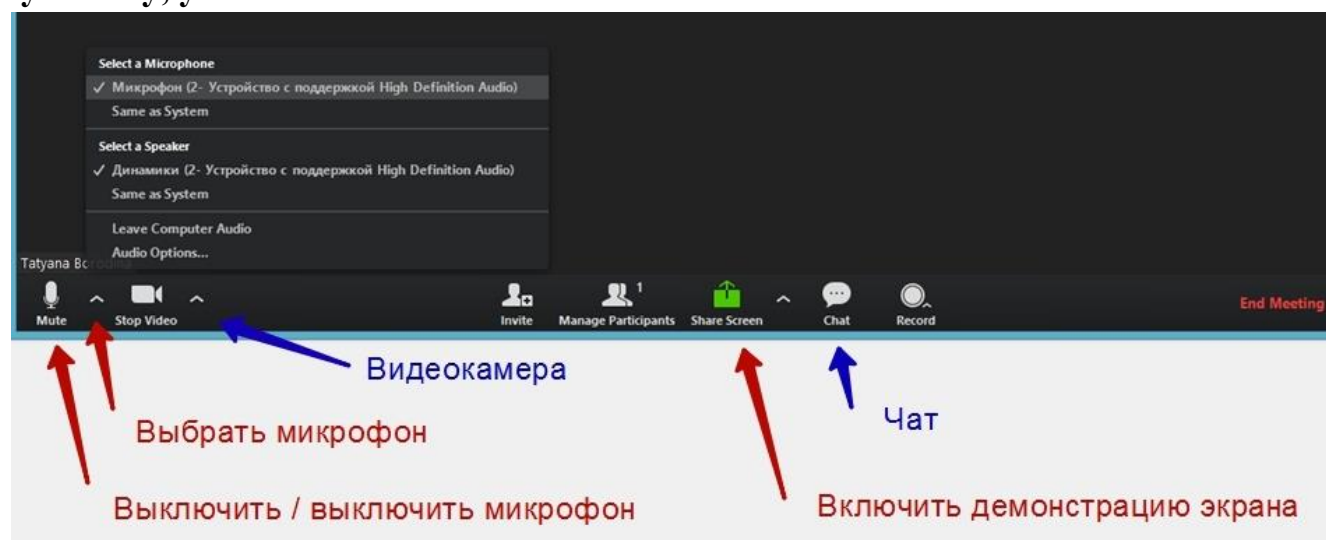 Select a Microphone
✓ Микрофон (2- Устройство с поддержкой High Definition Audio)
Same as System
Select a Speaker
✓ Динамики (2- Устройство с поддержкой High Definition Audio)
Same as System
Leave Computer Audio
Audio Options...
Tatyana
Mute
Stop Video
Invite
1
Manage Participants
Share Screen
Chat
Record
End Meeting
Видеокамера
Чат
Выбрать микрофон
Выключить / выключить микрофон
Включить демонстрацию экрана